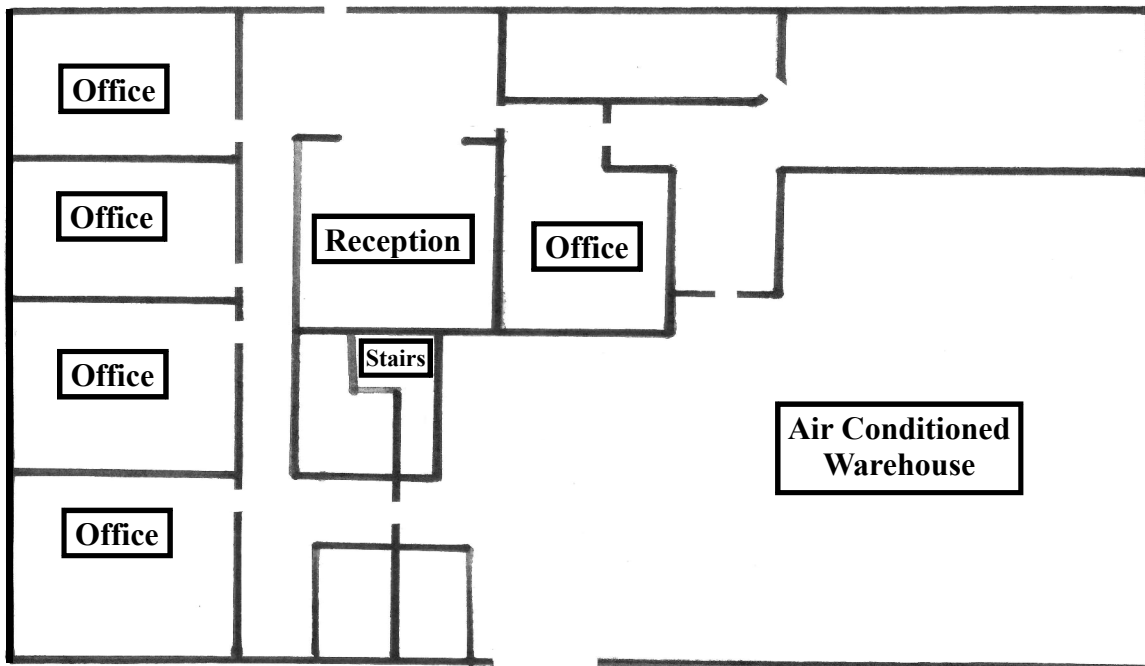 Office
Office
Reception
Office
Stairs
Office
Air Conditioned
Warehouse
Office